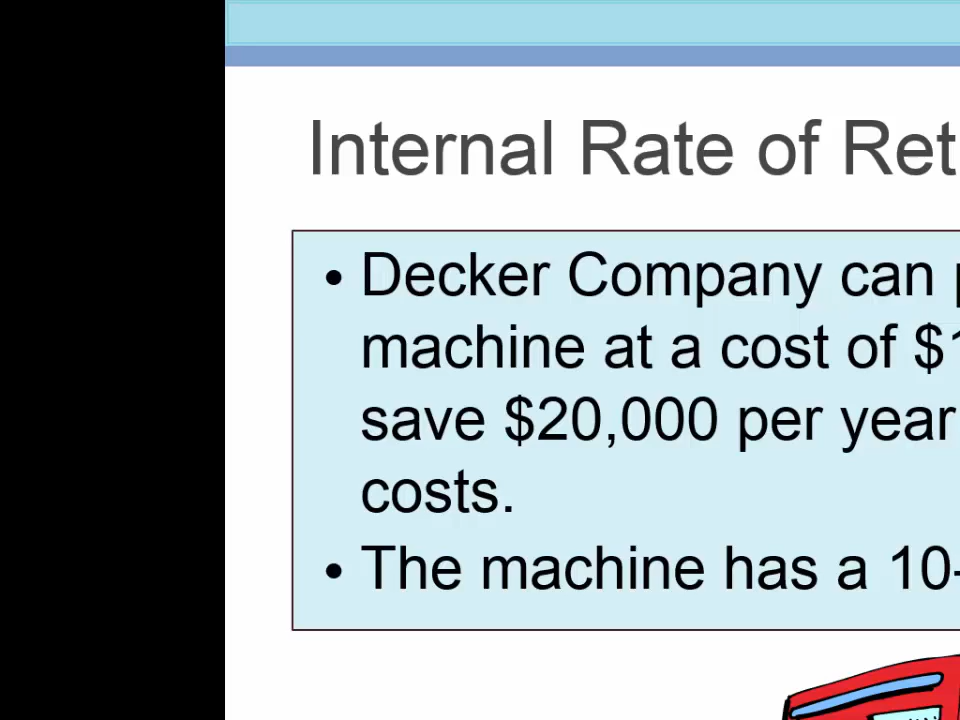 Internal Rate of Ret
• Decker Company can
machine at a cost of $1
save $20,000 per year
costs.
• The machine has a 10-